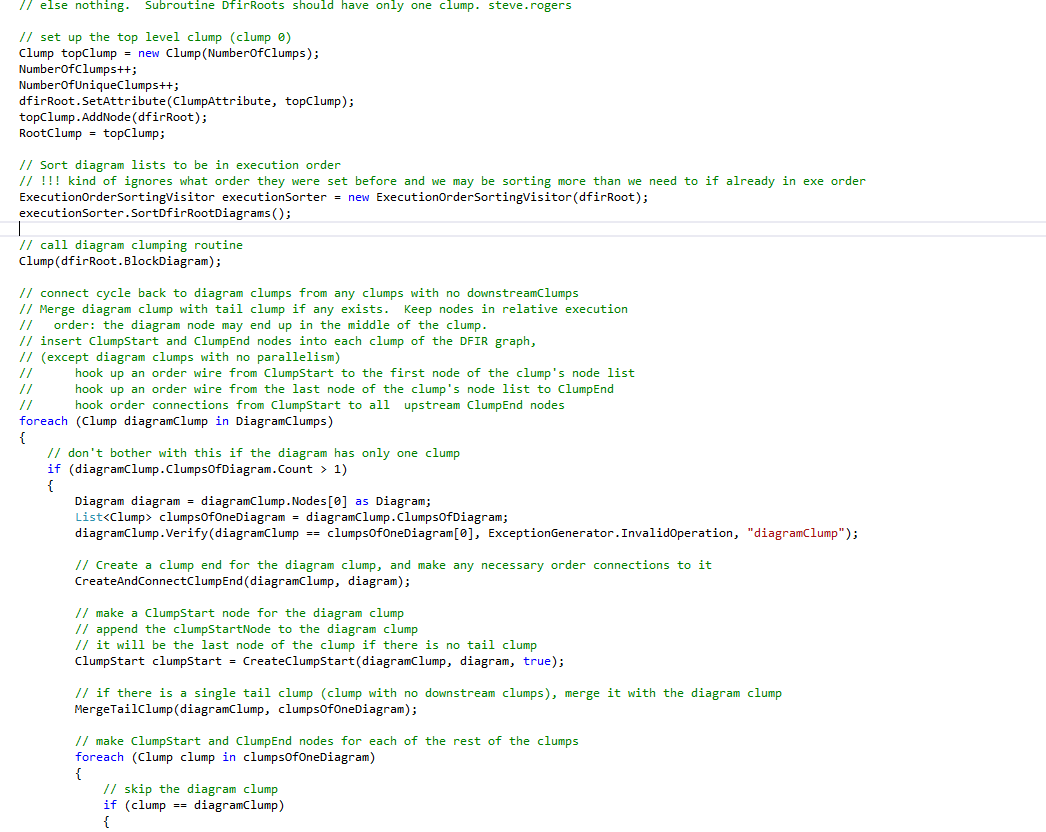 // else nothing.  Subroutine DfirRoots should have only one clump. steve.rogers
// set up the top level clump (clump 0)
Clump topClump = new Clump(NumberOfClumps);
NumberOfClumps++;
NumberOfUniqueClumps++;
dfirRoot.SetAttribute(ClumpAttribute, topClump);
topClump.AddNode(dfirRoot);
RootClump = topClump;
// Sort diagram lists to be in execution order
// !!! kind of ignores what order they were set before and we may be sorting more than we need to if already in exe order
ExecutionOrderSortingVisitor executionSorter = new ExecutionOrderSortingVisitor(dfirRoot);
executionSorter.SortDfirRootDiagrams();
// call diagram clumping routine
Clump(dfirRoot.BlockDiagram);
// connect cycle back to diagram clumps from any clumps with no downstreamClumps
// Merge diagram clump with tail clump if any exists.  Keep nodes in relative execution
//   order: the diagram node may end up in the middle of the clump.
// insert ClumpStart and ClumpEnd nodes into each clump of the DFIR graph,
// (except diagram clumps with no parallelism)
//      hook up an order wire from ClumpStart to the first node of the clump's node list
//      hook up an order wire from the last node of the clump's node list to ClumpEnd
//      hook order connections from ClumpStart to all  upstream ClumpEnd nodes
foreach (Clump diagramClump in DiagramClumps)
{
    // don't bother with this if the diagram has only one clump
    if (diagramClump.ClumpsOfDiagram.Count > 1)
    {
        Diagram diagram = diagramClump.Nodes[0] as Diagram;
        List<Clump> clumpsOfOneDiagram = diagramClump.ClumpsOfDiagram;
        diagramClump.Verify(diagramClump == clumpsOfOneDiagram[0], ExceptionGenerator.InvalidOperation, "diagramClump");
        // Create a clump end for the diagram clump, and make any necessary order connections to it
        CreateAndConnectClumpEnd(diagramClump, diagram);
        // make a ClumpStart node for the diagram clump
        // append the clumpStartNode to the diagram clump
        // it will be the last node of the clump if there is no tail clump
        ClumpStart clumpStart = CreateClumpStart(diagramClump, diagram, true);
        // if there is a single tail clump (clump with no downstream clumps), merge it with the diagram clump
        MergeTailClump(diagramClump, clumpsOfOneDiagram);
        // make ClumpStart and ClumpEnd nodes for each of the rest of the clumps
        foreach (Clump clump in clumpsOfOneDiagram)
        {
            // skip the diagram clump
            if (clump == diagramClump)
            {